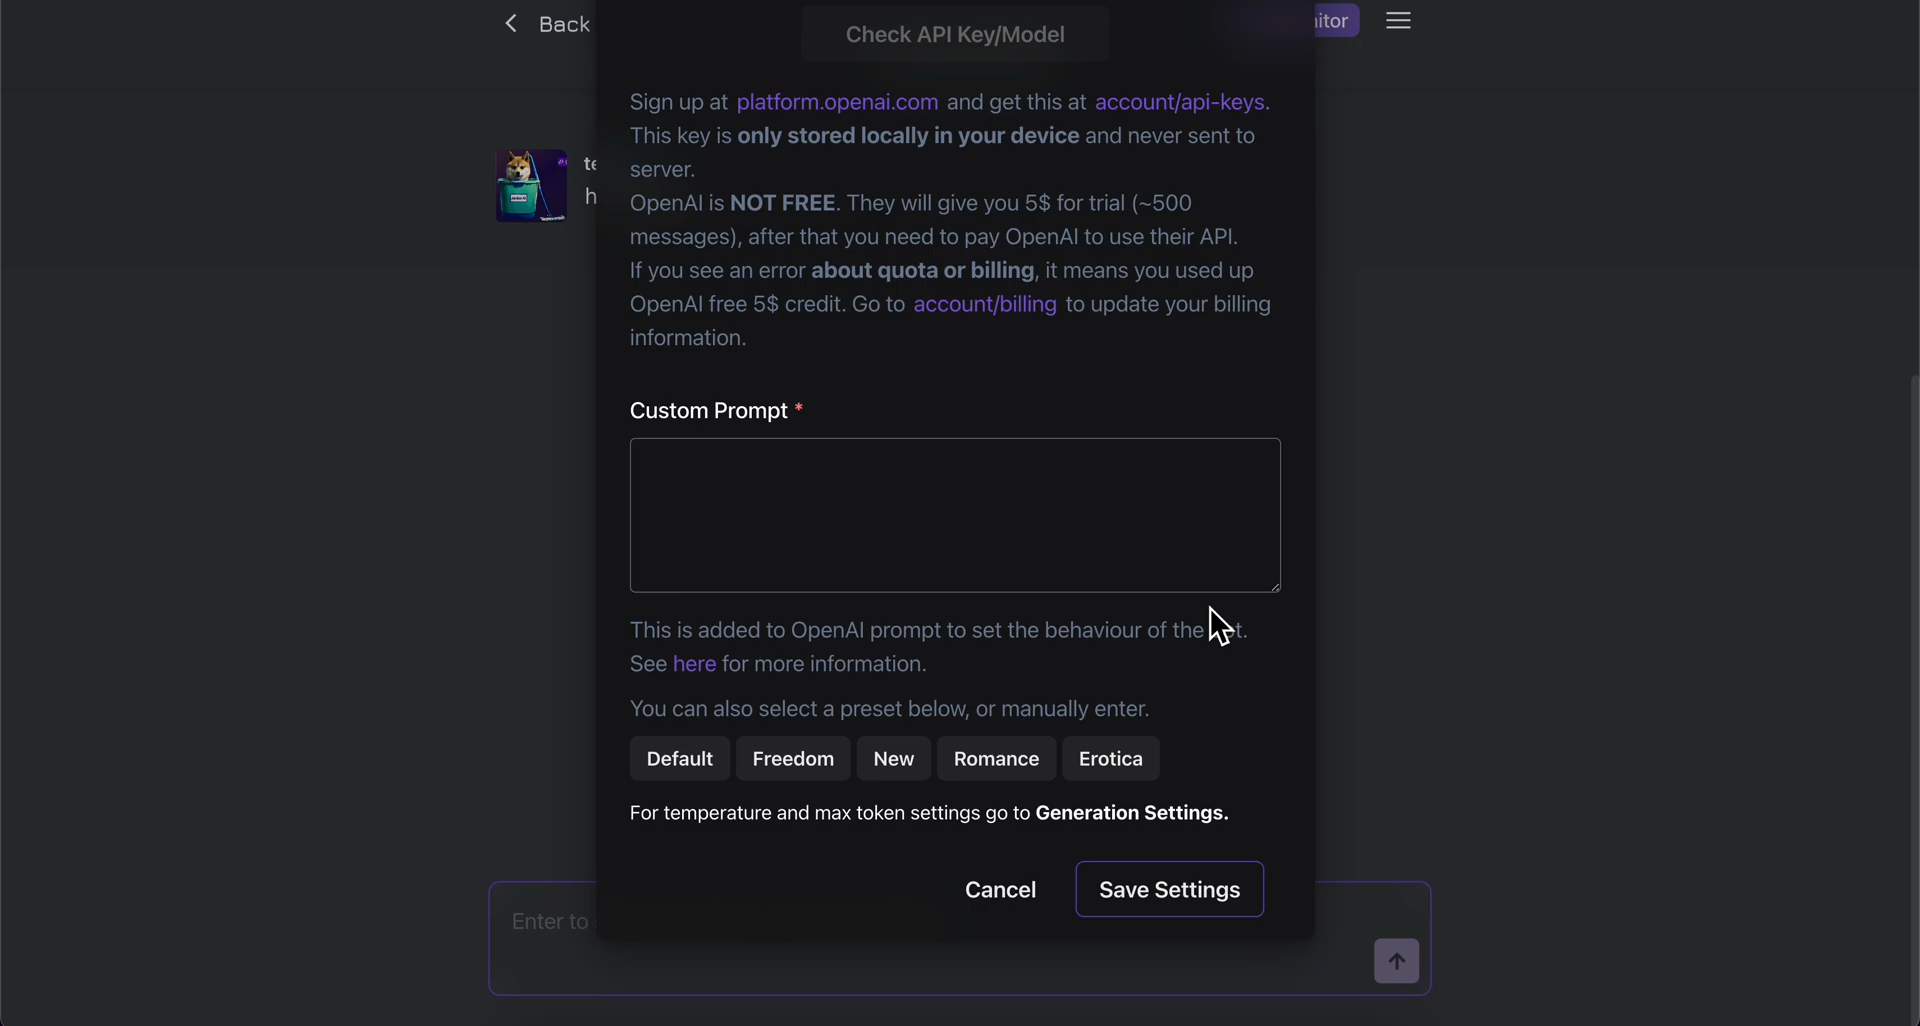 Back
Check API Key/Model
itor
Sign up at platform.openai.com and get this at account/api-keys.
This key is only stored locally in your device and never sent to
server.
OpenAI is NOT FREE. They will give you 5$ for trial (~500
messages), after that you need to pay OpenAI to use their API.
If you see an error about quota or billing, it means you used up
OpenAI free 5$ credit. Go to account/billing to update your billing
information.
te
h
Custom Prompt *
This is added to OpenAI prompt to set the behaviour of the t.
See here for more information.
You can also select a preset below, or manually enter.
Default Freedom New Romance Erotica
For temperature and max token settings go to Generation Settings.
Cancel Save Settings
Enter to